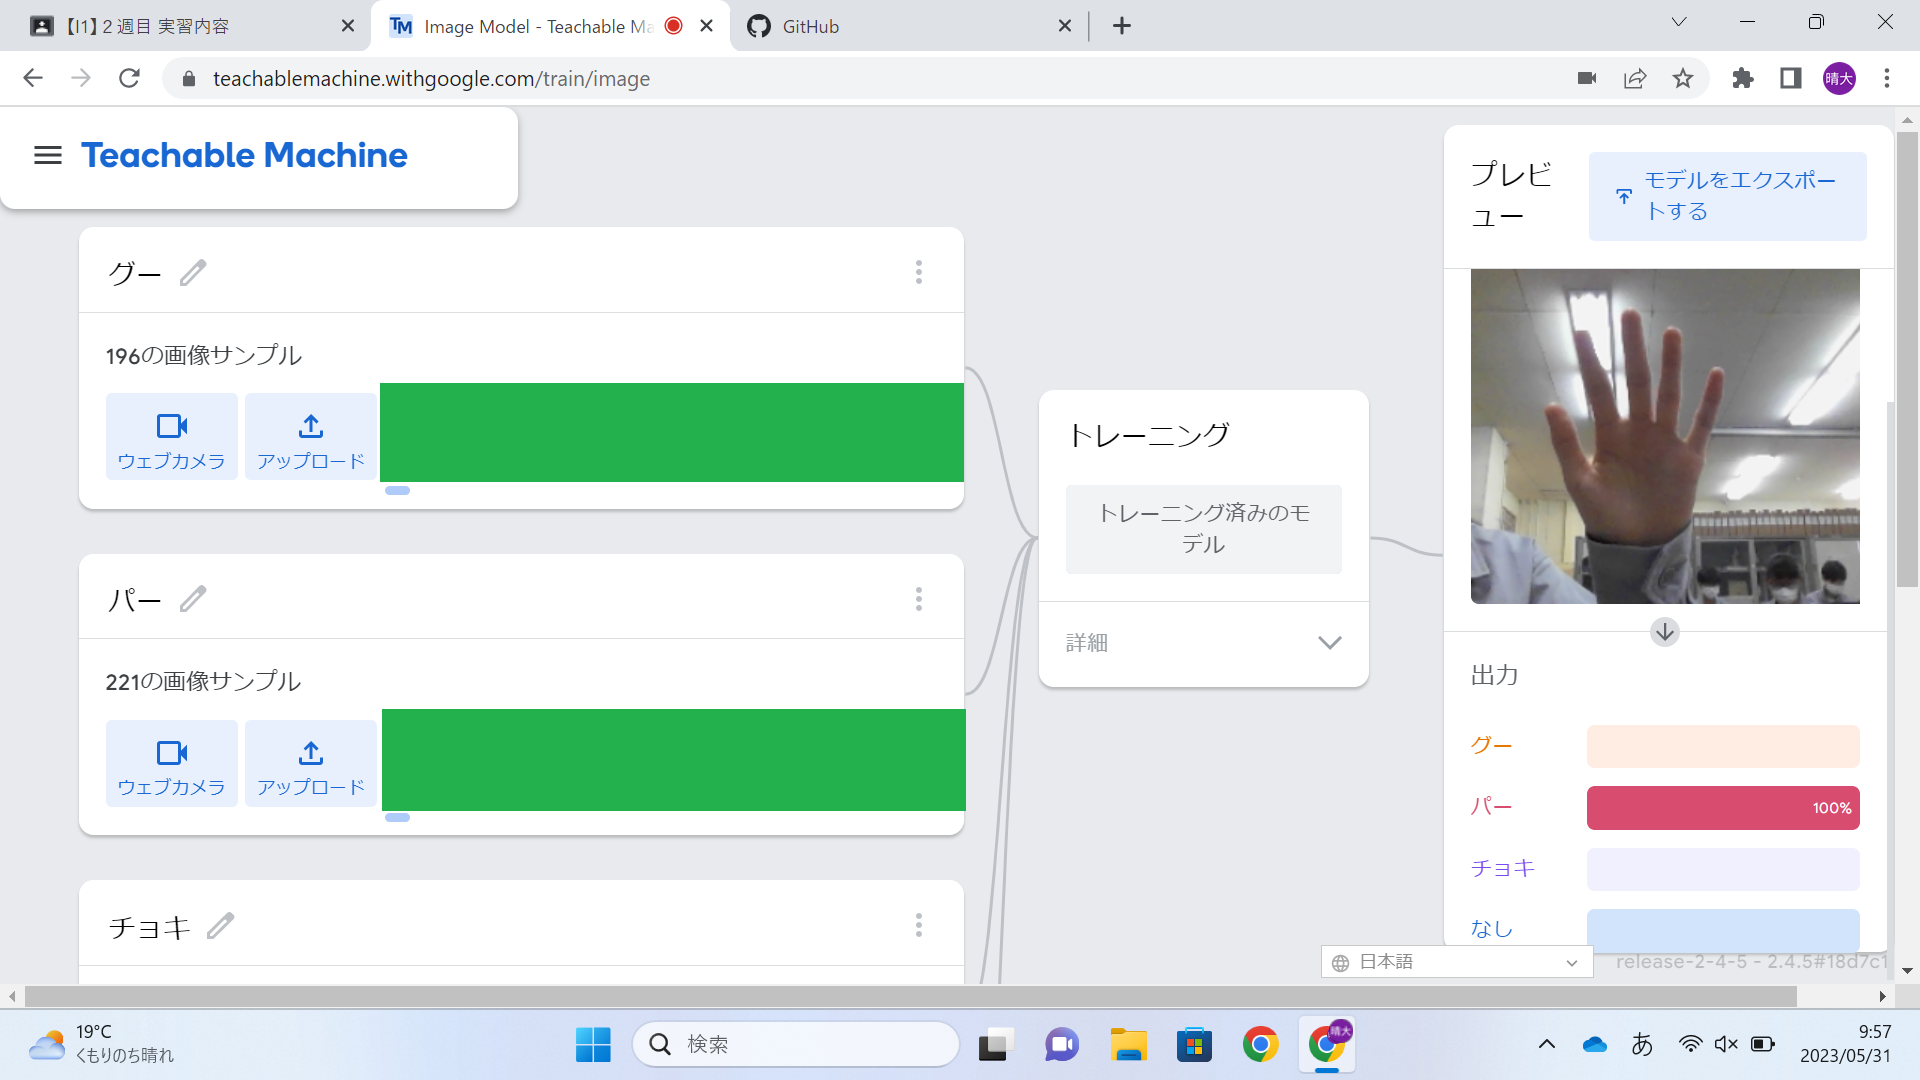 【I1】２週目 実習内容
Image Model - Teachable Ma
GitHub
teachablemachine.withgoogle.com/train/image
晴大
Teachable Machine
グー
196の画像サンプル
ウェブカメラ
アップロード
パー
221の画像サンプル
ウェブカメラ
アップロード
チョキ
トレーニング
トレーニング済みのモ
デル
詳細
プレビ
ュー
モデルをエクスポー
トする
出力
グー
パー
100%
チョキ
なし
日本語
release-2-4-5 - 2.4.5#18d7c1
19°C
くもりのち晴れ
検索
晴大
あ
9:57
2023/05/31